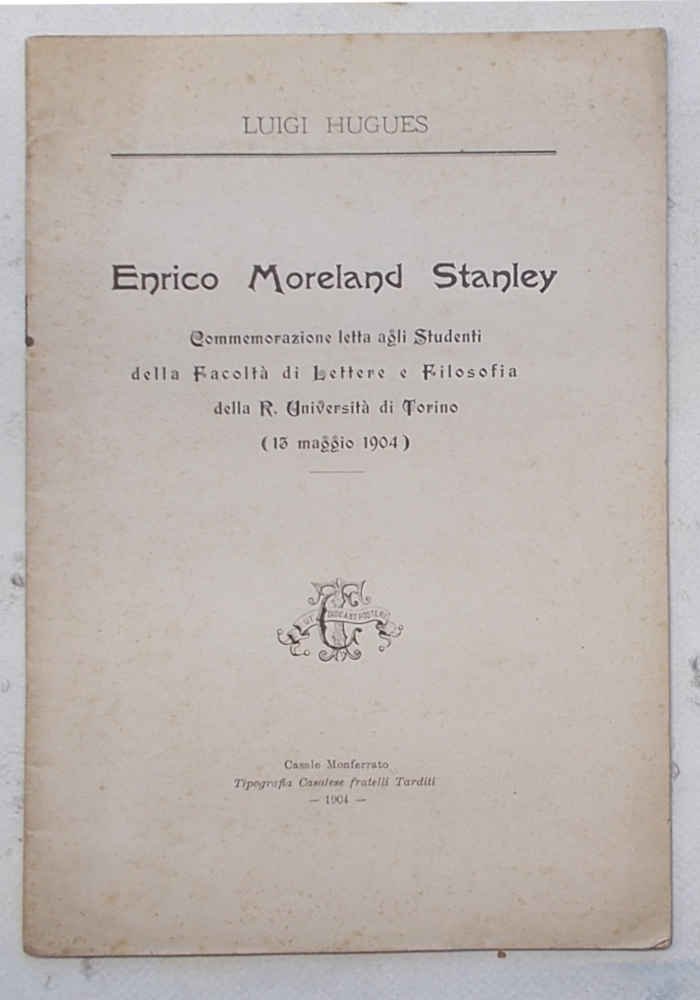 LUIGI HUGUES
Enrico Moreland Stanley
Commemorazione letta agli Studenti
della Facoltà di Lettere e Filosofia
della R. Università di Torino
(13 maggio 1904)
Casale Monferrato
Tipografia Casalese fratelli Tarditi
— 1904 —